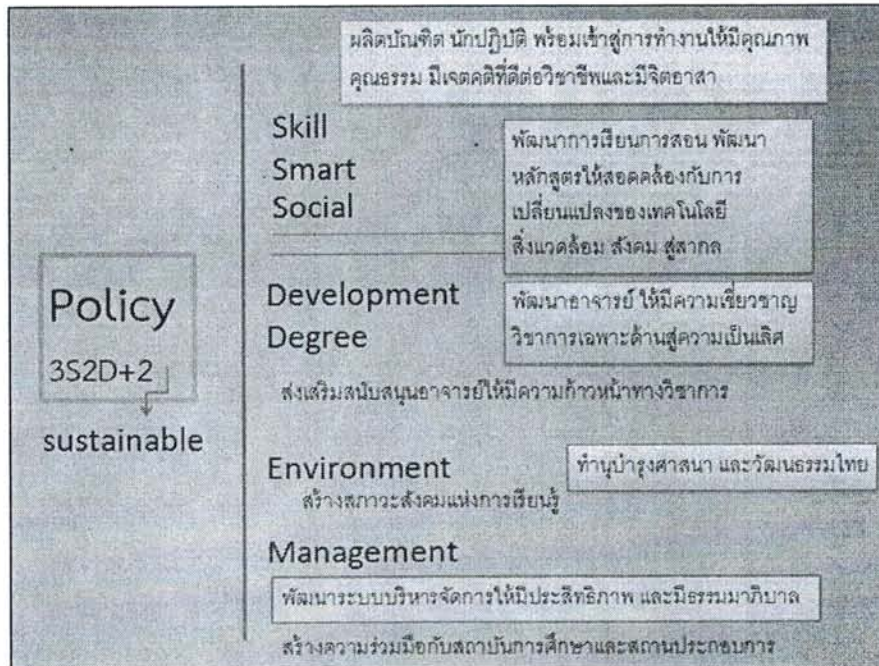 ผลิตบัณฑิต นักปฏิบัติ พร้อมเข้าสู่การทำงานให้มีคุณภาพ
คุณธรรม มีเจตคติที่ดีต่อวิชาชีพและมีจิตอาสา
Skill
Smart
Social
พัฒนาการเรียนการสอน พัฒนา
หลักสูตรให้สอดคล้องกับการ
เปลี่ยนแปลงของเทคโนโลยี
สิ่งแวดล้อม สังคม สู่สากล
Policy
3S2D+2
sustainable
Development
Degree
พัฒนาอาจารย์ ให้มีความเชี่ยวชาญ
วิชาการเฉพาะด้านสู่ความเป็นเลิศ
ส่งเสริมสนับสนุนอาจารย์ให้มีความก้าวหน้าทางวิชาการ
Environment
ทำนุบำรุงศาสนา และวัฒนธรรมไทย
สร้างสภาวะสังคมแห่งการเรียนรู้
Management
พัฒนาระบบบริหารจัดการให้มีประสิทธิภาพ และมีธรรมมาภิบาล
สร้างความร่วมมือกับสถาบันการศึกษาและสถานประกอบการ